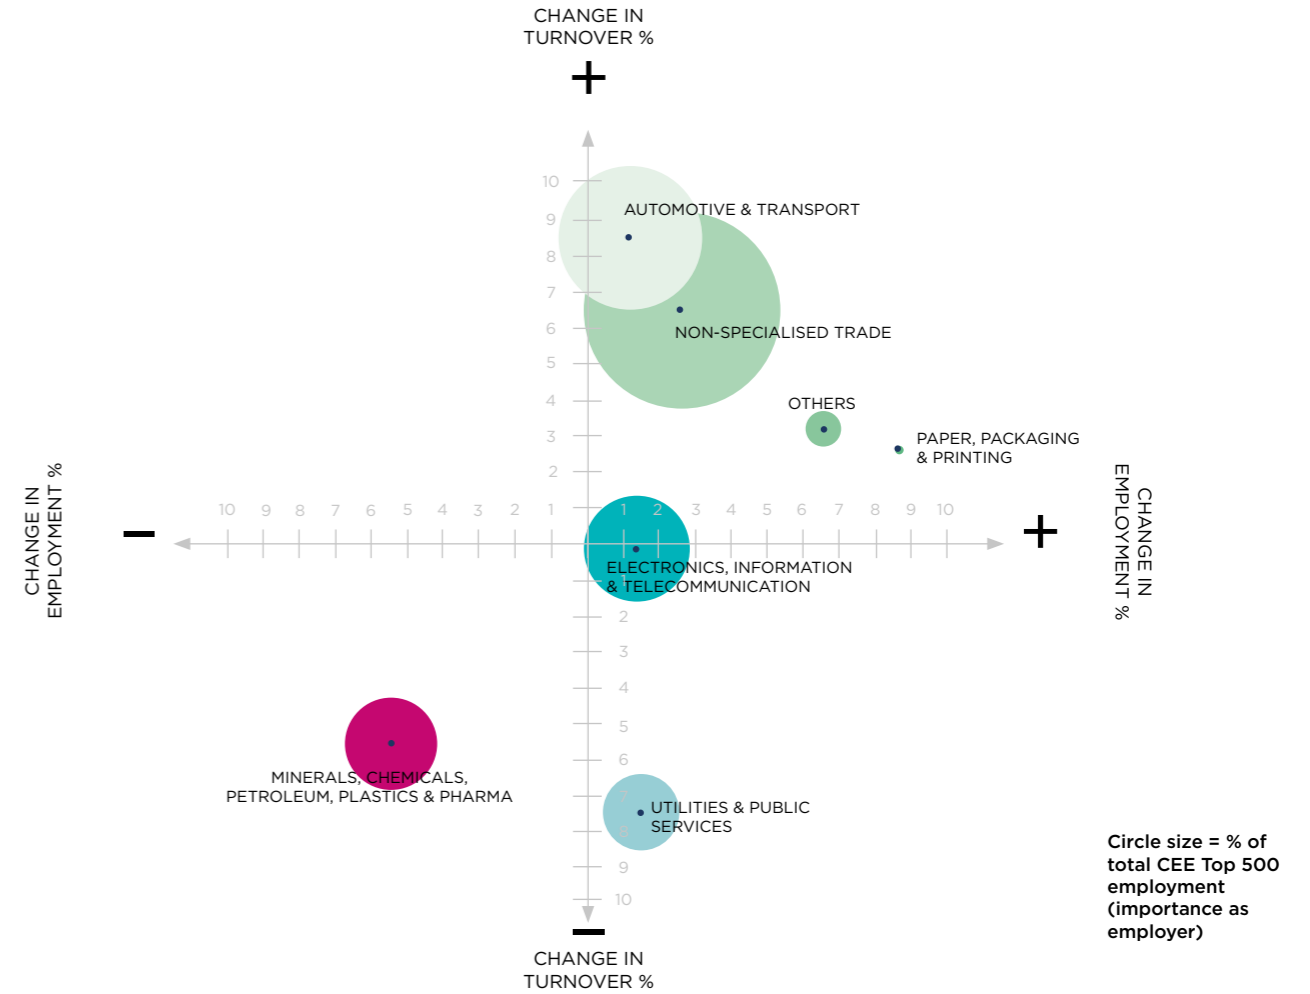 CHANGE IN
TURNOVER %
+
10
9
8
7
6
5
4
3
2
AUTOMOTIVE & TRANSPORT
NON-SPECIALISED TRADE
OTHERS
PAPER, PACKAGING
& PRINTING
CHANGE IN
EMPLOYMENT %
−
10 9 8 7 6 5 4 3 2 1 1 2 3 4 5 6 7 8 9 10
+
CHANGE IN
EMPLOYMENT %
ELECTRONICS, INFORMATION
& TELECOMMUNICATION
1
2
3
4
5
6
7
8
9
10
MINERALS, CHEMICALS,
PETROLEUM, PLASTICS & PHARMA
UTILITIES & PUBLIC
SERVICES
−
CHANGE IN
TURNOVER %
Circle size = % of
total CEE Top 500
employment
(importance as
employer)